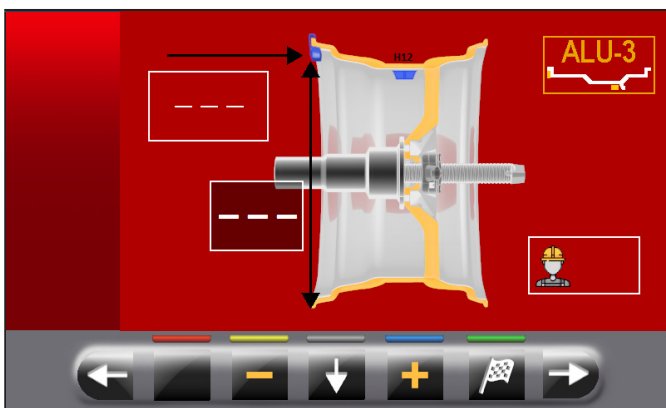 H12
ALU-3
– – –
– – –